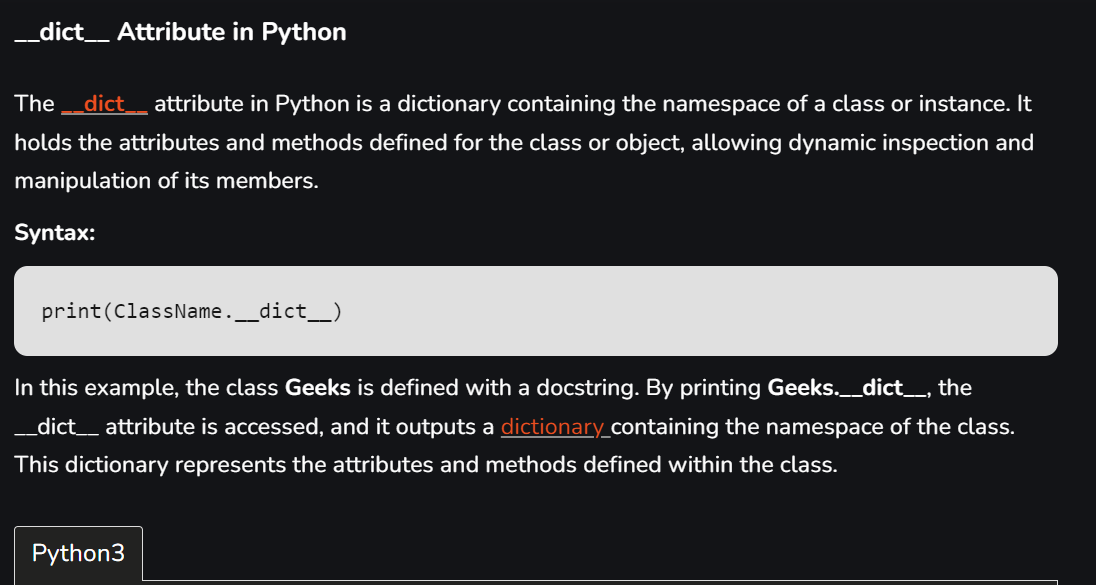 __dict__ Attribute in Python
The __dict__ attribute in Python is a dictionary containing the namespace of a class or instance. It
holds the attributes and methods defined for the class or object, allowing dynamic inspection and
manipulation of its members.
Syntax:
print(ClassName.__dict__)
In this example, the class Geeks is defined with a docstring. By printing Geeks.__dict__, the
__dict__ attribute is accessed, and it outputs a dictionary containing the namespace of the class.
This dictionary represents the attributes and methods defined within the class.
Python3